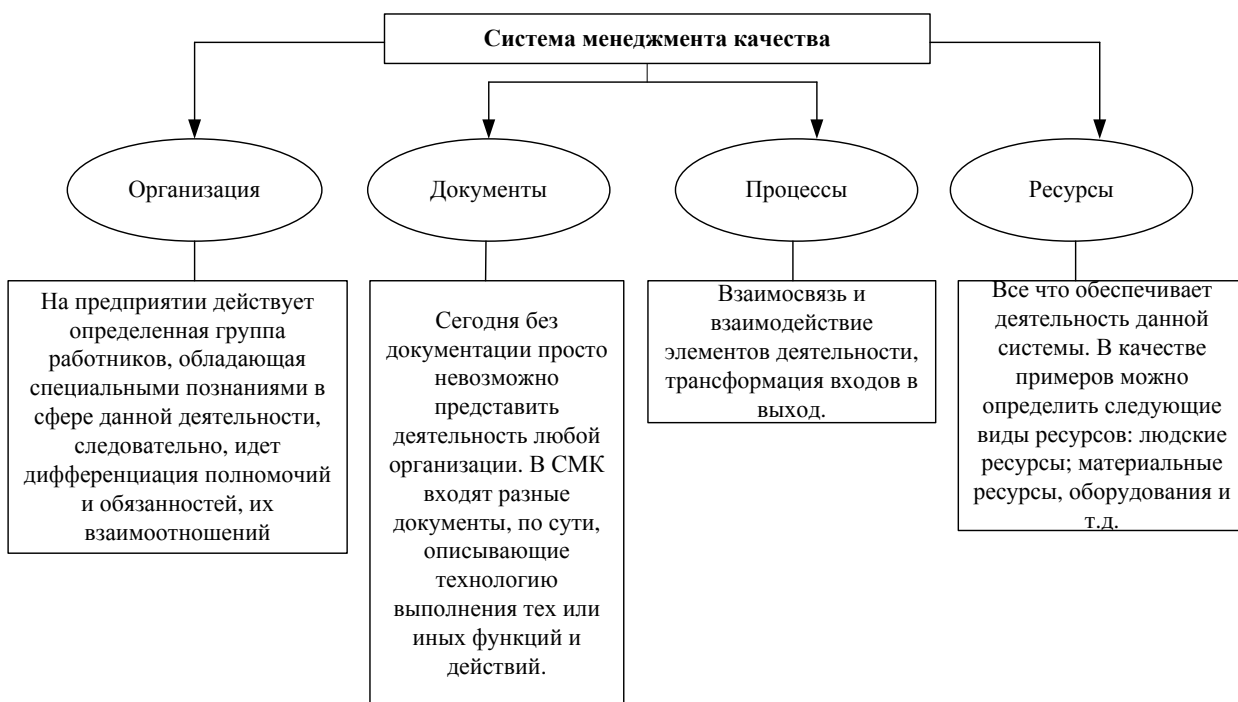 Система менеджмента качества
Организация
Документы
Процессы
Ресурсы
На предприятии действует
определенная группа
работников, обладающая
специальными познаниями в
сфере данной деятельности,
следовательно, идет
дифференциация полномочий
и обязанностей, их
взаимоотношений
Сегодня без
документации просто
невозможно
представить
деятельность любой
организации. В СМК
входят разные
документы, по сути,
описывающие
технологию
выполнения тех или
иных функций и
действий.
Взаимосвязь и
взаимодействие
элементов деятельности,
трансформация входов в
выход.
Все что обеспечивает
деятельность данной
системы. В качестве
примеров можно
определить следующие
виды ресурсов: людские
ресурсы; материальные
ресурсы, оборудования и
т.д.